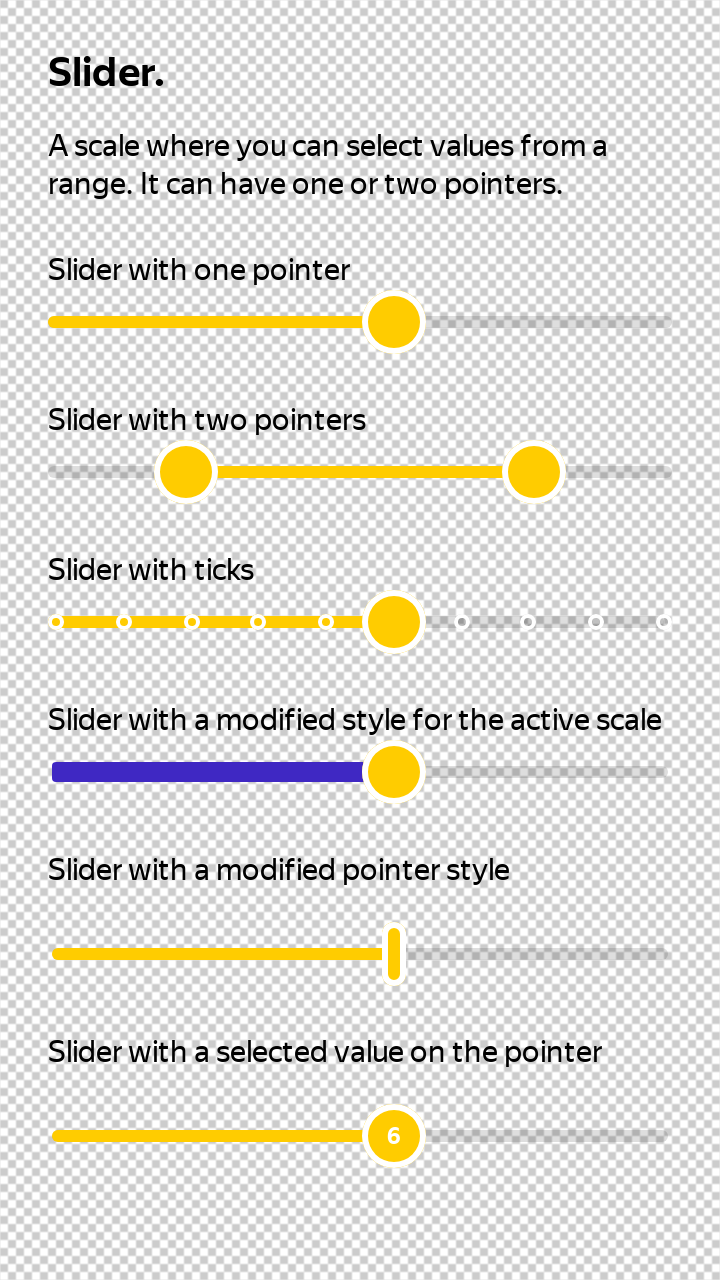 Slider.
A scale where you can select values from a
range. It can have one or two pointers.
Slider with one pointer
Slider with two pointers
Slider with ticks
Slider with a modified style for the active scale
Slider with a modified pointer style
Slider with a selected value on the pointer
6